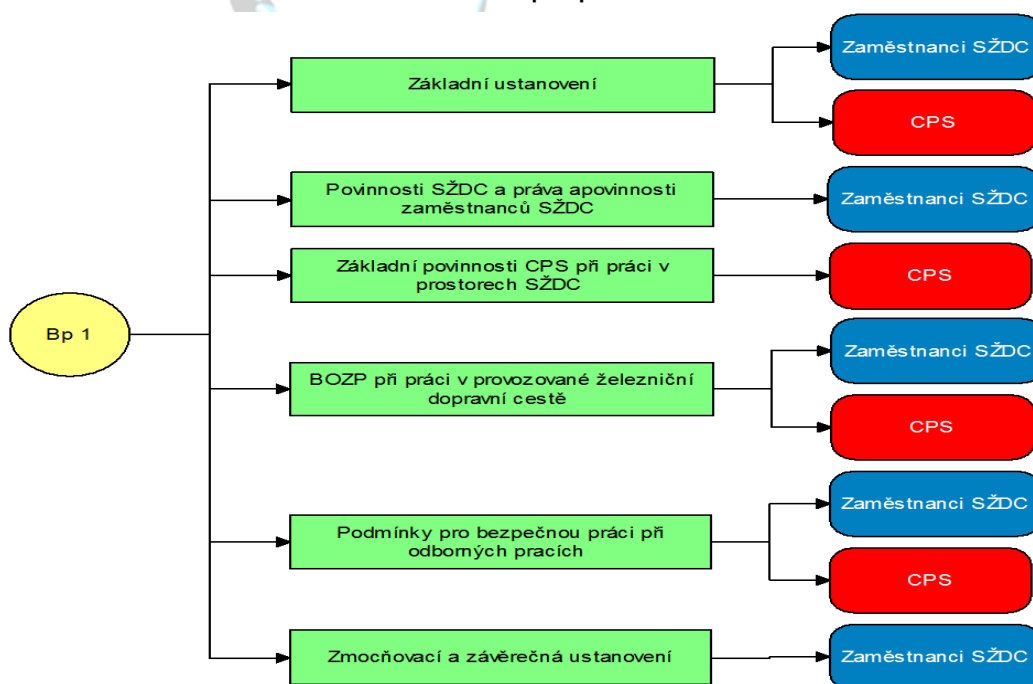 Základní ustanovení
Zaměstnanci SŽDC
CPS
Povinnosti SŽDC a práva apovinnosti
zaměstnanců SŽDC
Zaměstnanci SŽDC
Základní povinnosti CPS při práci v
prostorech SŽDC
CPS
Bp 1
BOZP při práci v provozované železniční
dopravní cestě
Zaměstnanci SŽDC
CPS
Podmínky pro bezpečnou práci při
odborných pracích
Zaměstnanci SŽDC
CPS
Zmocňovací a závěrečná ustanovení
Zaměstnanci SŽDC